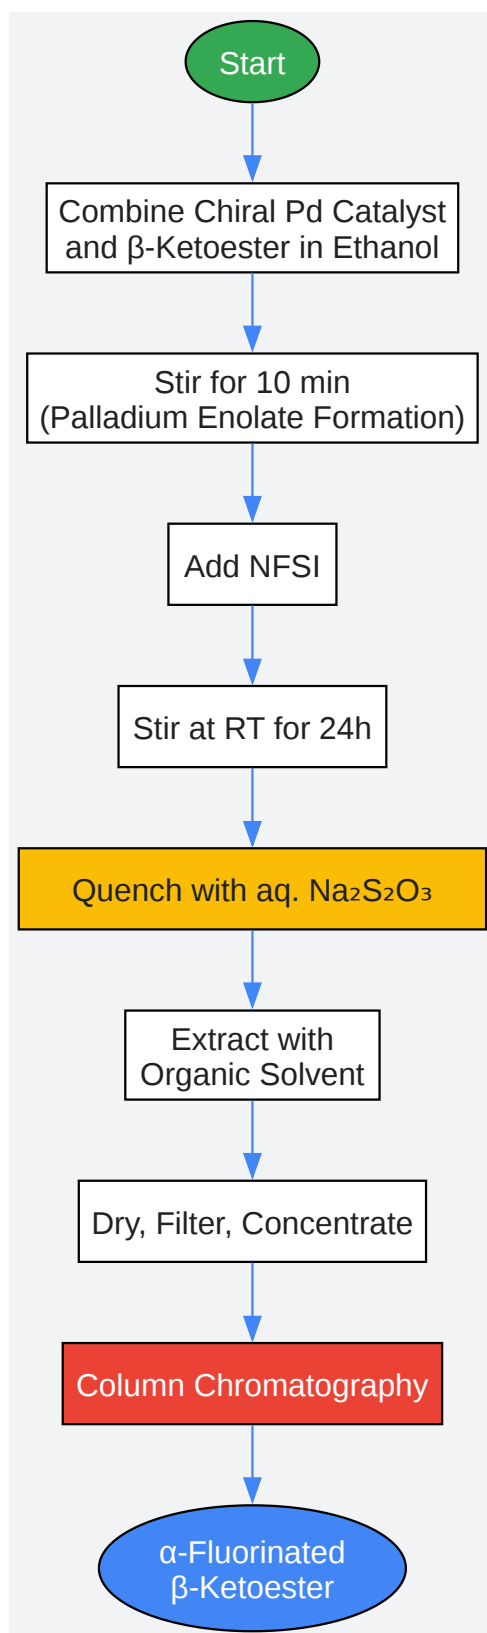 Start
Combine Chiral Pd Catalyst
and β-Ketoester in Ethanol
Stir for 10 min
(Palladium Enolate Formation)
Add NFSI
Stir at RT for 24h
Quench with aq. Na₂S₂O₃
Extract with
Organic Solvent
Dry, Filter, Concentrate
Column Chromatography
α-Fluorinated
β-Ketoester